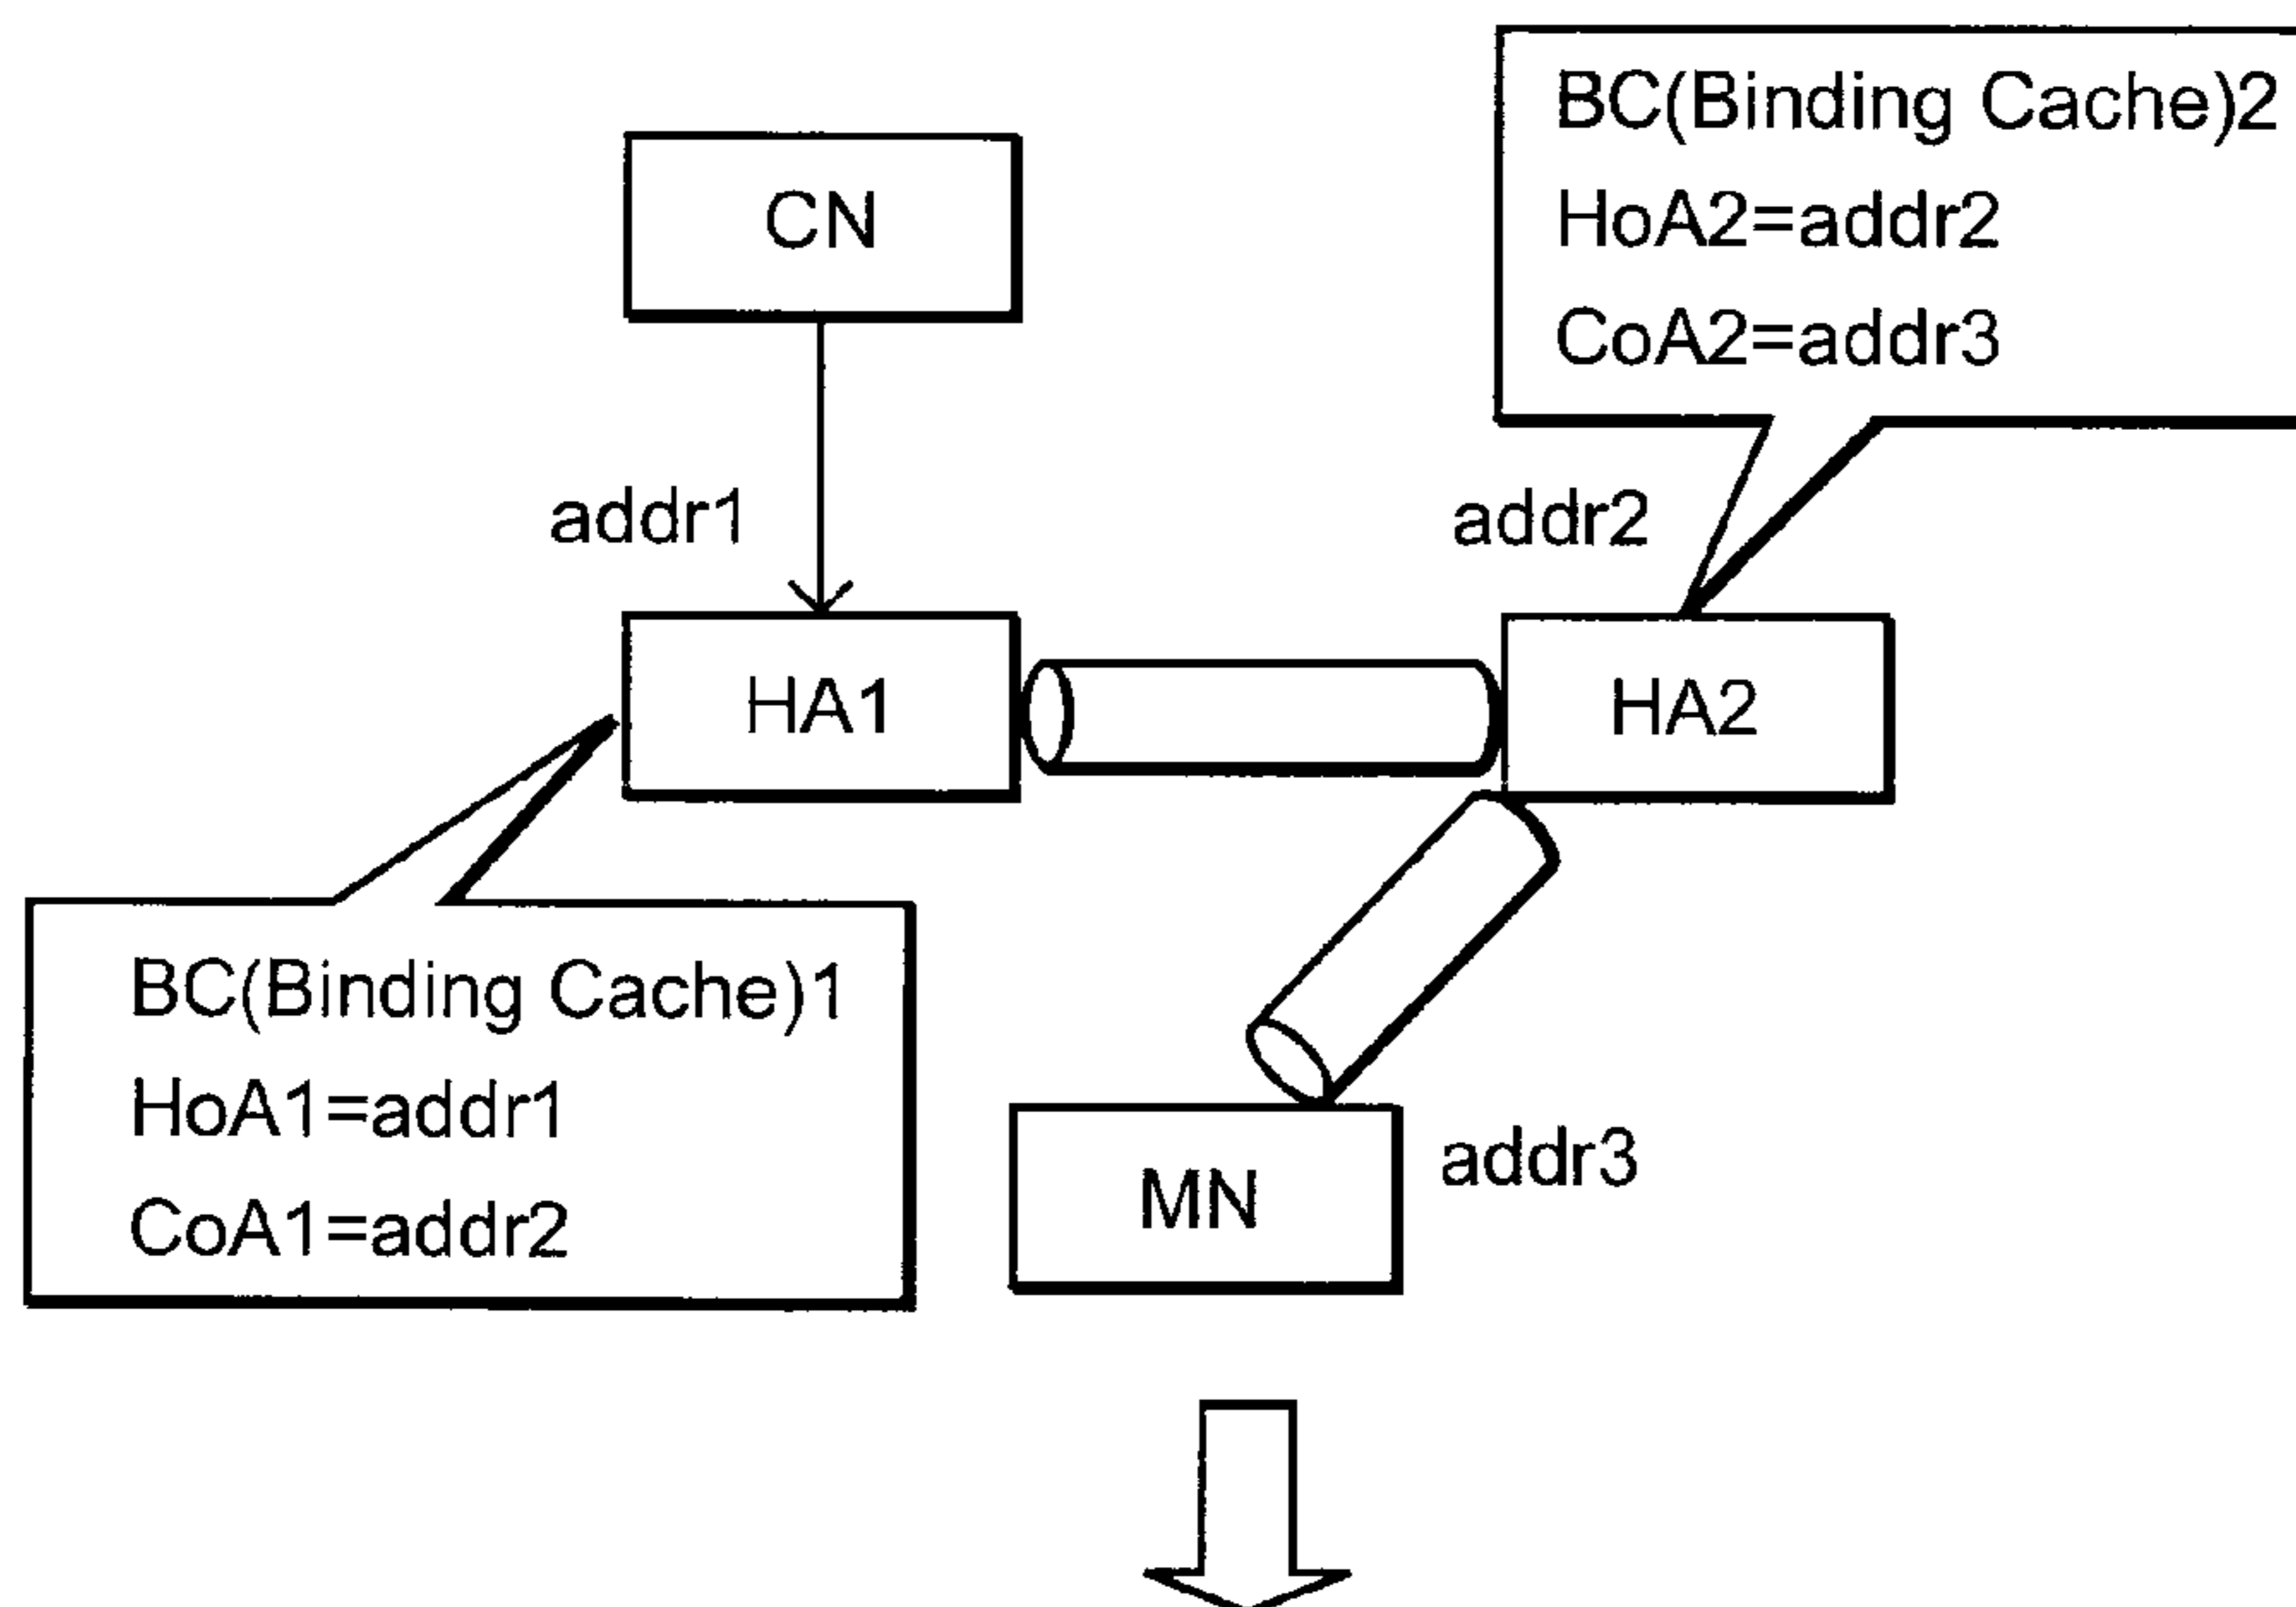 BC(Binding Cache)2
HoA2=addr2
CoA2=addr3
CN
addr1
addr2
HA1
HA2
BC(Binding Cache)1
HoA1=addr1
CoA1=addr2
MN
addr3